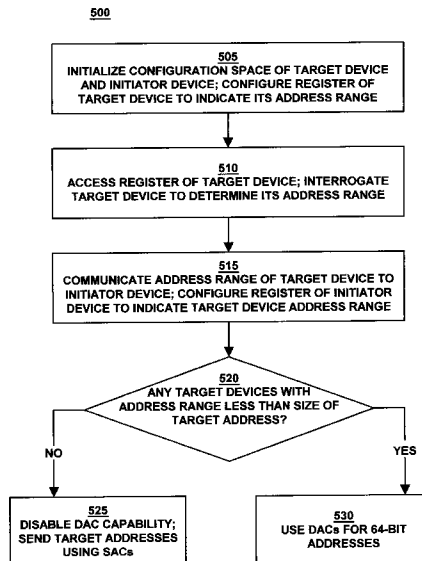 500
505
INITIALIZE CONFIGURATION SPACE OF TARGET DEVICE
AND INITIATOR DEVICE; CONFIGURE REGISTER OF
TARGET DEVICE TO INDICATE ITS ADDRESS RANGE
510
ACCESS REGISTER OF TARGET DEVICE; INTERROGATE
TARGET DEVICE TO DETERMINE ITS ADDRESS RANGE
515
COMMUNICATE ADDRESS RANGE OF TARGET DEVICE TO
INITIATOR DEVICE; CONFIGURE REGISTER OF INITIATOR
DEVICE TO INDICATE TARGET DEVICE ADDRESS RANGE
520
ANY TARGET DEVICES WITH
ADDRESS RANGE LESS THAN SIZE OF
TARGET ADDRESS?
NO
YES
525
DISABLE DAC CAPABILITY;
SEND TARGET ADDRESSES
USING SACs
530
USE DACs FOR 64-BIT
ADDRESSES